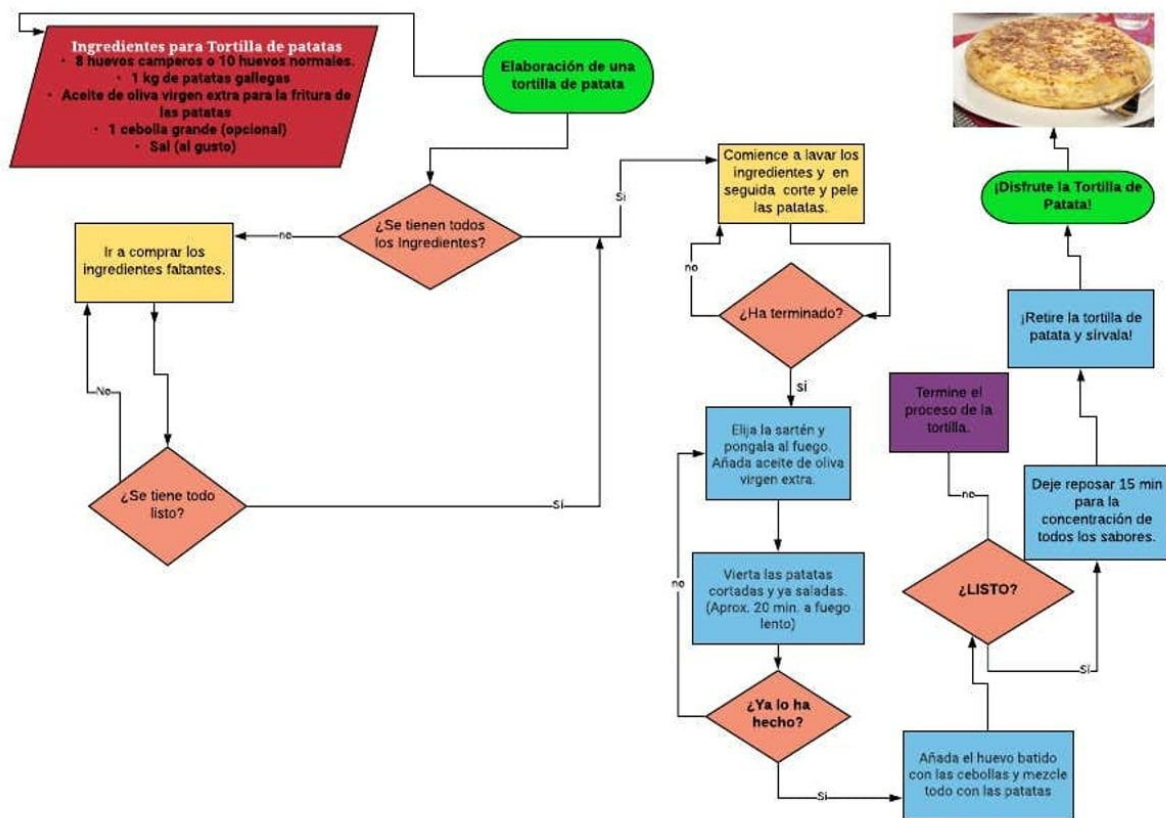 Ingredientes para Tortilla de patatas
· 8 huevos camperos o 10 huevos normales.
· 1 kg de patatas gallegas
· Aceite de oliva virgen extra para la fritura de
las patatas
· 1 cebolla grande (opcional)
· Sal (al gusto)
Elaboración de una
tortilla de patata
¿Se tienen todos
los Ingredientes?
no
Si
Ir a comprar los
ingredientes faltantes.
No
¿Se tiene todo
listo?
Sí
Comience a lavar los
ingredientes y en
seguida corte y pele
las patatas.
no
¿Ha terminado?
sí
Elija la sartén y
pongala al fuego.
Añada aceite de oliva
virgen extra.
Vierta las patatas
cortadas y ya saladas.
(Aprox. 20 min. a fuego
lento)
no
¿Ya lo ha
hecho?
Si
Añada el huevo batido
con las cebollas y mezcle
todo con las patatas
¿LISTO?
no
Termine el
proceso de la
tortilla.
Sí
Deje reposar 15 min
para la
concentración de
todos los sabores.
¡Retire la tortilla de
patata y sírvala!
¡Disfrute la Tortilla de
Patata!